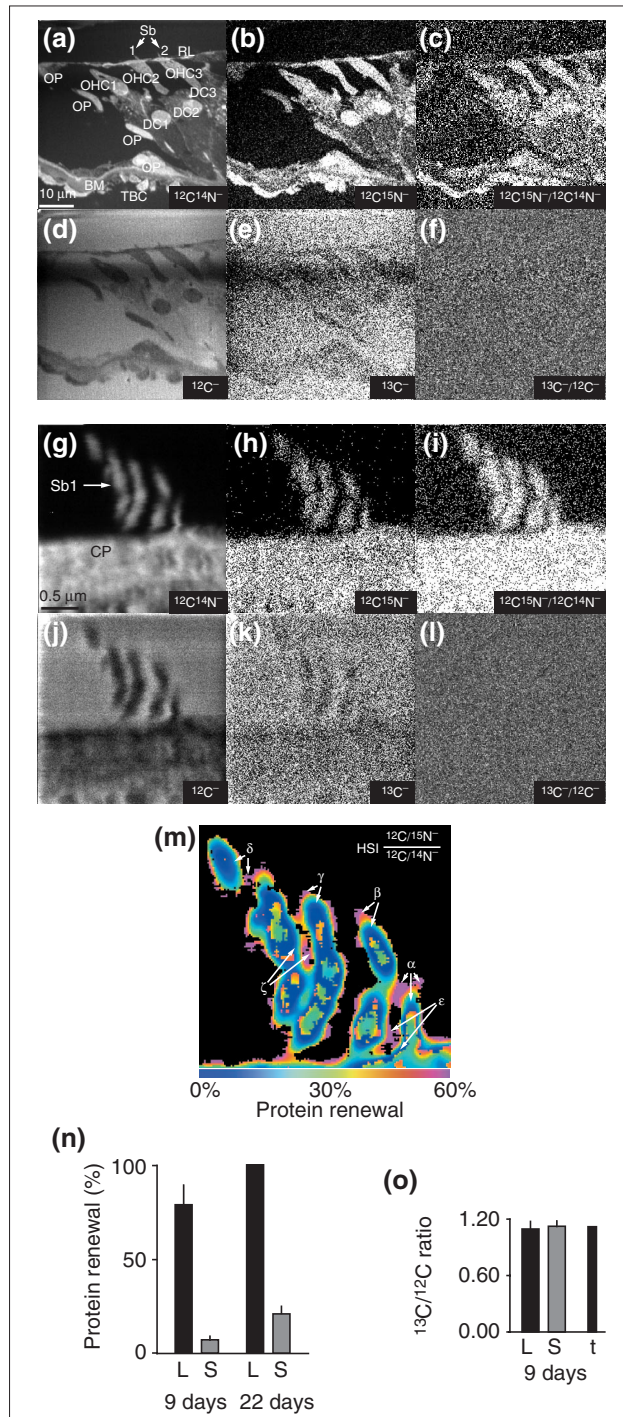 (a)
Sb
1 2 RL
OP
OHC1
OHC2
OHC3
OP
DC3
DC2
DC1
OP
OP
BM
TBC
10 μm
¹²C¹⁴N⁻
(b)
¹²C¹⁵N⁻
(c)
¹²C¹⁵N⁻/¹²C¹⁴N⁻
(d)
¹²C⁻
(e)
¹³C⁻
(f)
¹³C⁻/¹²C⁻
(g)
Sb1
CP
0.5 μm
¹²C¹⁴N⁻
(h)
¹²C¹⁵N⁻
(i)
¹²C¹⁵N⁻/¹²C¹⁴N⁻
(j)
¹²C⁻
(k)
¹³C⁻
(l)
¹³C⁻/¹²C⁻
(m)
HSI
¹²C/¹⁵N⁻
¹²C/¹⁴N⁻
δ
γ
β
α
ζ
ε
0% 30% 60%
Protein renewal
(n)
Protein renewal (%)
100
50
0
L S L S
9 days 22 days
(o)
¹³C/¹²C ratio
1.20
0.60
0.00
L S t
9 days